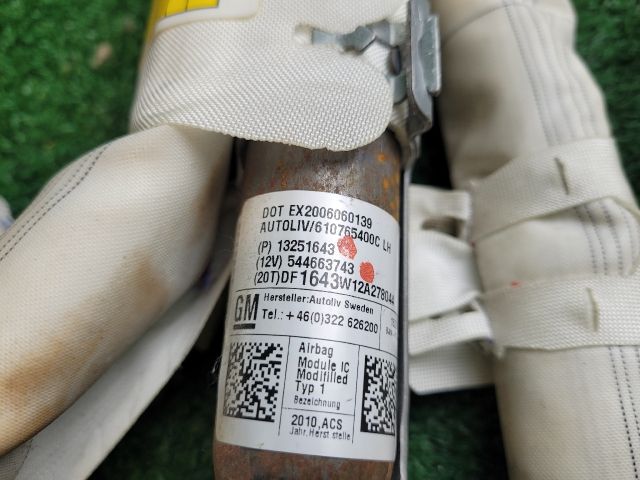 DOT EX2006060139
AUTOLIV/610765400C LH
(P) 13251643
(12V) 544663743
(20T)DF1643W12A278044
GM
Hersteller:Autoliv Sweden
Tel.: +46(0)322 626200
Airbag
Module IC
Modifilled
Typ 1
Bezeichnung
2010,ACS
Jahr, Herst.stelle